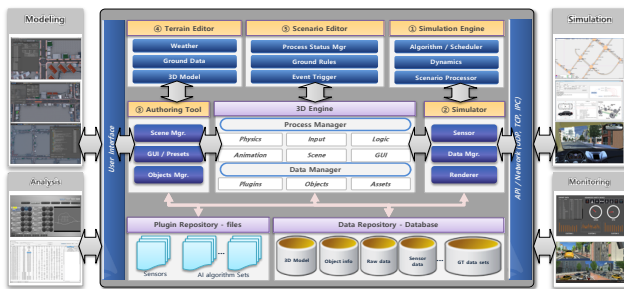 Modeling
Analysis
User Interface
④ Terrain Editor
Weather
Ground Data
3D Model
⑤ Scenario Editor
Process Status Mgr
Ground Rules
Event Trigger
① Simulation Engine
Algorithm / Scheduler
Dynamics
Scenario Processor
③ Authoring Tool
Scene Mgr.
GUI / Presets
Objects Mgr.
3D Engine
Process Manager
Physics Input Logic
Animation Scene GUI
Data Manager
Plugins Objects Assets
② Simulator
Sensor
Data Mgr.
Renderer
Plugin Repository - files
...
Sensors AI algorithm Sets
Data Repository - Database
3D Model
Object info
Raw data
Sensor
data
...
GT data sets
API / Network (UDP, TCP, IPC)
Simulation
Monitoring